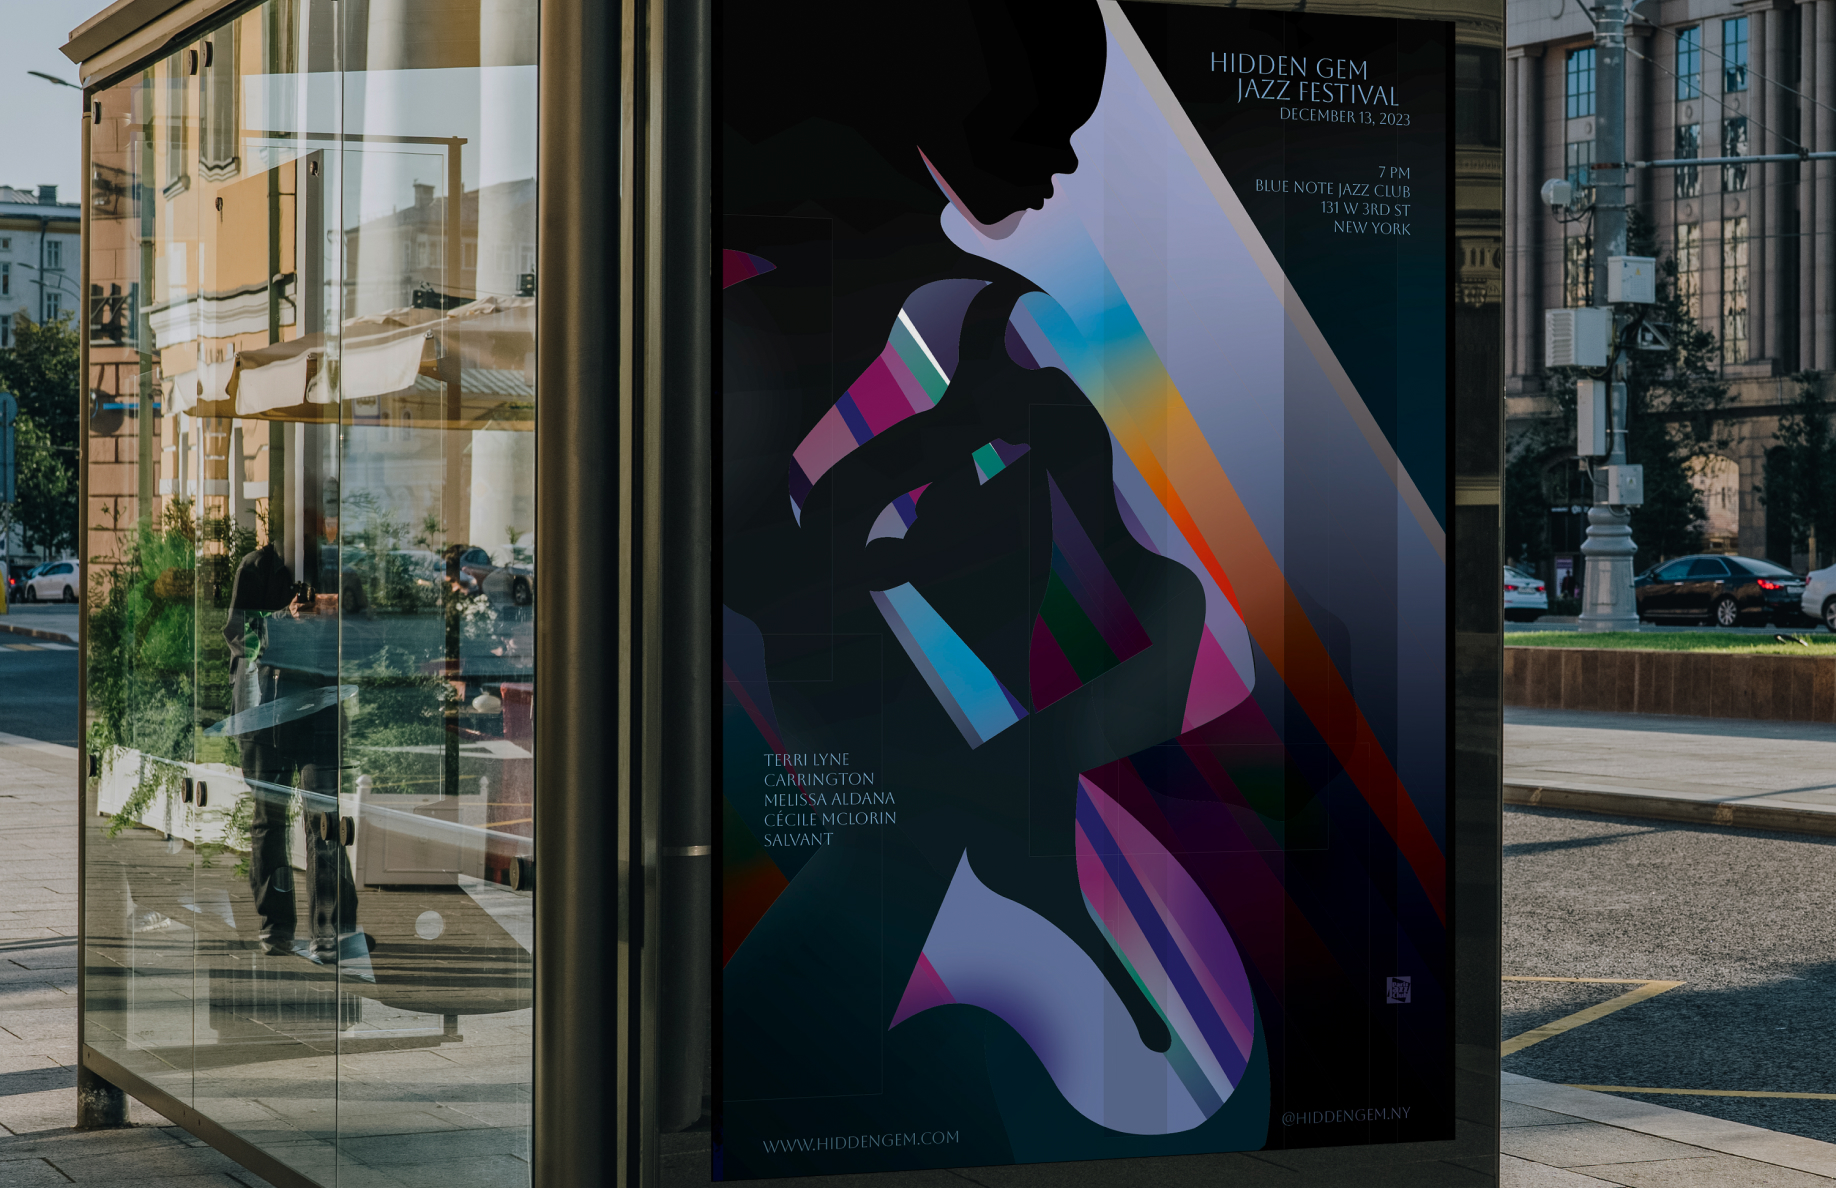 HIDDEN GEM
JAZZ FESTIVAL
DECEMBER 13, 2023
7 PM
BLUE NOTE JAZZ CLUB
131 W 3RD ST
NEW YORK
TERRI LYNE
CARRINGTON
MELISSA ALDANA
CÉCILE MCLORIN
SALVANT
WWW.HIDDENGEM.COM
@HIDDENGEM.NY